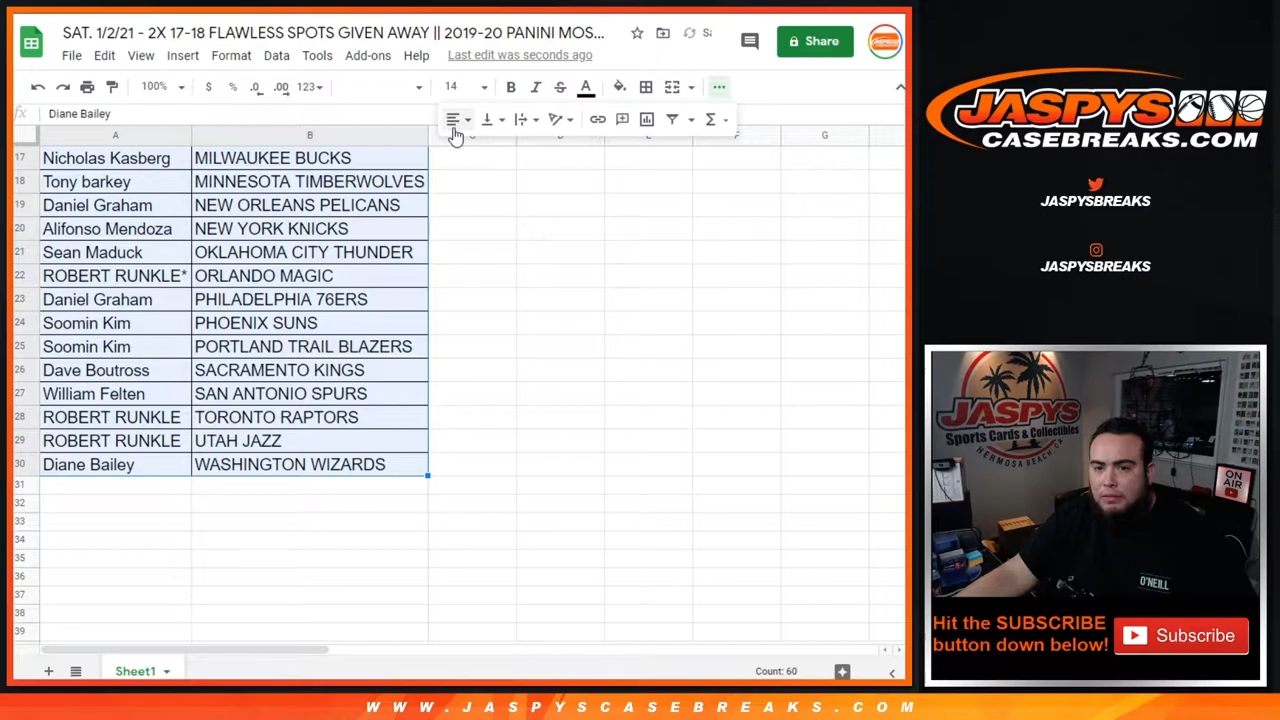 SAT. 1/2/21 - 2X 17-18 FLAWLESS SPOTS GIVEN AWAY || 2019-20 PANINI MOS...
Share
File Edit View Insert Format Data Tools Add-ons Help Last edit was seconds ago
100% $ % .0 .00 123 14 B I S A
fx Diane Bailey
A B G
17 Nicholas Kasberg MILWAUKEE BUCKS
18 Tony barkey MINNESOTA TIMBERWOLVES
19 Daniel Graham NEW ORLEANS PELICANS
20 Alifonso Mendoza NEW YORK KNICKS
21 Sean Maduck OKLAHOMA CITY THUNDER
22 ROBERT RUNKLE* ORLANDO MAGIC
23 Daniel Graham PHILADELPHIA 76ERS
24 Soomin Kim PHOENIX SUNS
25 Soomin Kim PORTLAND TRAIL BLAZERS
26 Dave Boutross SACRAMENTO KINGS
27 William Felten SAN ANTONIO SPURS
28 ROBERT RUNKLE TORONTO RAPTORS
29 ROBERT RUNKLE UTAH JAZZ
30 Diane Bailey WASHINGTON WIZARDS
31
32
33
34
35
36
37
38
39
Sheet1
Count: 60
JASPYS
CASEBREAKS.COM
JASPYSBREAKS
JASPYSBREAKS
JASPYS
Sports Cards & Collectibles
HERMOSA BEACH
ON AIR
O'NEILL
Hit the SUBSCRIBE
button down below!
Subscribe
WWW.JASPYSCASEBREAKS.COM